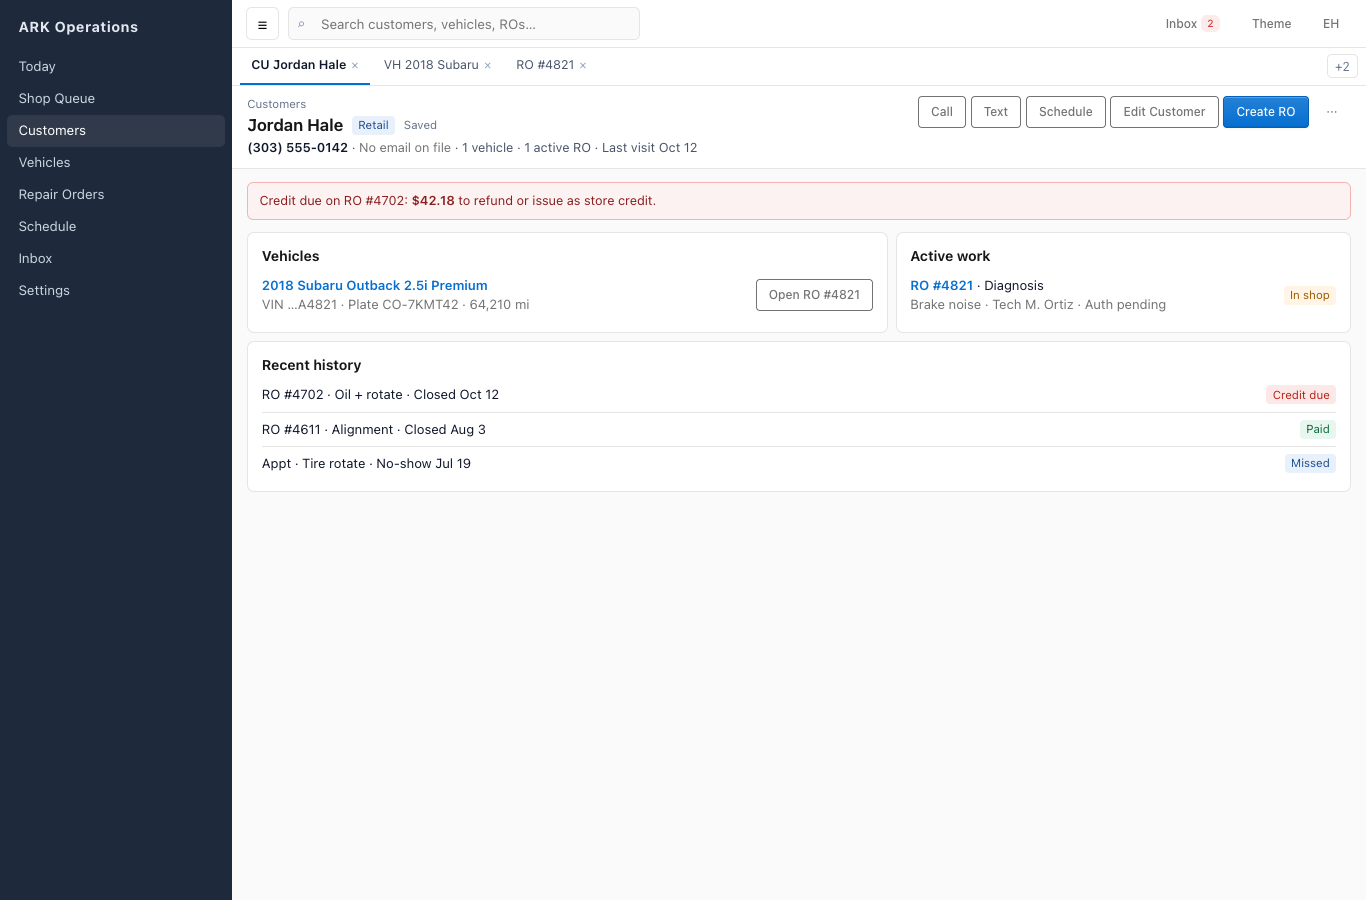 ARK Operations
Today
Shop Queue
Customers
Vehicles
Repair Orders
Schedule
Inbox
Settings
☰
Search customers, vehicles, ROs...
Inbox 2
Theme
EH
CU Jordan Hale ×
VH 2018 Subaru ×
RO #4821 ×
+2
Customers
Jordan Hale Retail Saved
(303) 555-0142 · No email on file · 1 vehicle · 1 active RO · Last visit Oct 12
Call
Text
Schedule
Edit Customer
Create RO
...
Credit due on RO #4702: $42.18 to refund or issue as store credit.
Vehicles
2018 Subaru Outback 2.5i Premium
VIN ...A4821 · Plate CO-7KMT42 · 64,210 mi
Open RO #4821
Active work
RO #4821 · Diagnosis
Brake noise · Tech M. Ortiz · Auth pending
In shop
Recent history
RO #4702 · Oil + rotate · Closed Oct 12 Credit due
RO #4611 · Alignment · Closed Aug 3 Paid
Appt · Tire rotate · No-show Jul 19 Missed